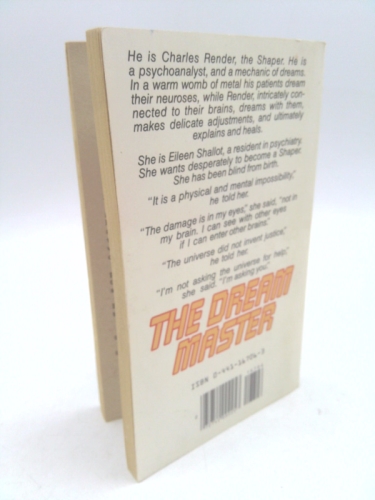 He is Charles Render, the Shaper. He is
a psychoanalyst, and a mechanic of dreams.
In a warm womb of metal his patients dream
their neuroses, while Render, intricately con-
nected to their brains, dreams with them,
makes delicate adjustments, and ultimately
explains and heals.
She is Eileen Shallot, a resident in psychiatry.
She wants desperately to become a Shaper.
She has been blind from birth.
"It is a physical and mental impossibility,"
he told her.
"The damage is in my eyes," she said, "not in
my brain. I can see with other eyes
if I can enter other brains."
"The universe did not invent justice,"
he told her.
"I'm not asking the universe for help,"
she said. "I'm asking you."
THE DREAM
MASTER
ISBN 0-441-16704-3